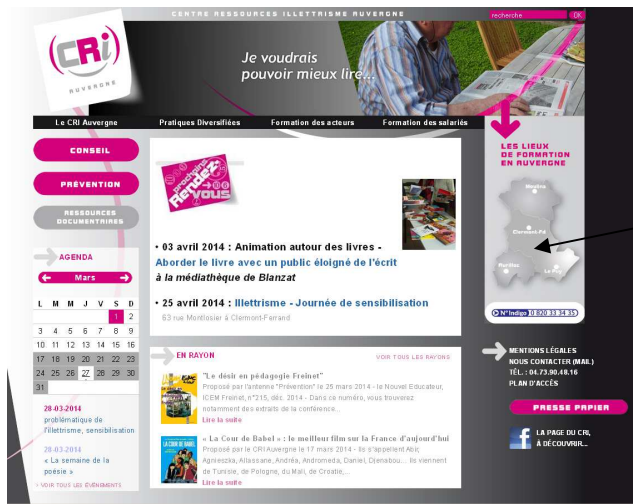 CENTRE RESSOURCES ILLETTRISME AUVERGNE
recherche
OK
CRi
AUVERGNE
Je voudrais
pouvoir mieux lire...
Le CRI Auvergne
Pratiques Diversifiées
Formation des acteurs
Formation des salariés
CONSEIL
PRÉVENTION
RESSOURCES
DOCUMENTAIRES
AGENDA
Mars
L M M J V S D
1 2
3 4 5 6 7 8 9
10 11 12 13 14 15 16
17 18 19 20 21 22 23
24 25 26 27 28 29 30
31
28-03-2014
problématique de
l'illettrisme, sensibilisation
28-03-2014
« La semaine de la
poésie »
› VOIR TOUS LES ÉVÉNEMENTS
prochains
Rendez-
vous
• 03 avril 2014 : Animation autour des livres -
Aborder le livre avec un public éloigné de l'écrit
à la médiathèque de Blanzat
• 25 avril 2014 : Illettrisme - Journée de sensibilisation
63 rue Montlosier à Clermont-Ferrand
EN RAYON
VOIR TOUS LES RAYONS
"Le désir en pédagogie Freinet"
Proposé par l'antenne "Prévention" le 25 mars 2014 - le Nouvel Educateur,
ICEM Freinet, n°215, déc. 2014 - Dans ce numéro, vous trouverez
notamment des extraits de la conférence...
Lire la suite
LA COUR DE BABEL
« La Cour de Babel » : le meilleur film sur la France d'aujourd'hui
Proposé par le CRI Auvergne le 17 mars 2014 - Ils s'appellent Abir,
Agnieszka, Alassane, Andréa, Andromeda, Daniel, Djenabou... Ils viennent
de Tunisie, de Pologne, du Mali, de Croatie,...
Lire la suite
LES LIEUX
DE FORMATION
EN AUVERGNE
Moulins
Clermont-Fd
Aurillac
Le Puy
N°Indigo 0 820 33 34 35
MENTIONS LÉGALES
NOUS CONTACTER (MAIL)
TÉL. : 04.73.90.48.16
PLAN D'ACCÈS
PRESSE PAPIER
f
LA PAGE DU CRI,
À DÉCOUVRIR...